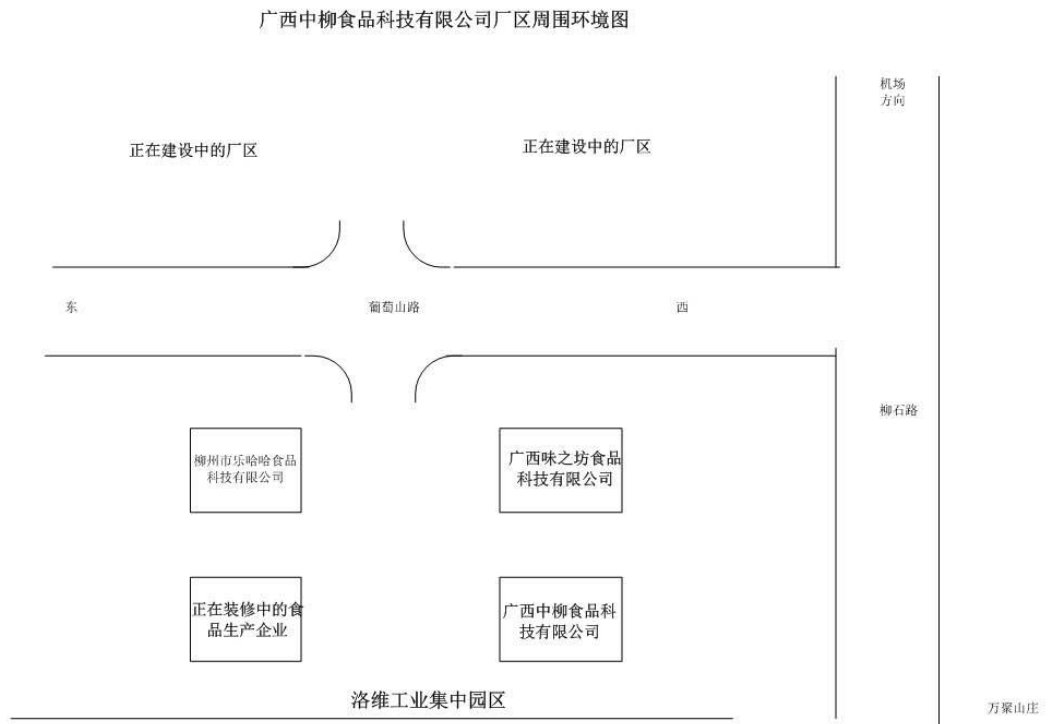 广西中柳食品科技有限公司厂区周围环境图
机场
方向
正在建设中的厂区
正在建设中的厂区
东
葡萄山路
西
柳石路
柳州市乐哈哈食品
科技有限公司
广西味之坊食品
科技有限公司
正在装修中的食
品生产企业
广西中柳食品科
技有限公司
洛维工业集中园区
万聚山庄